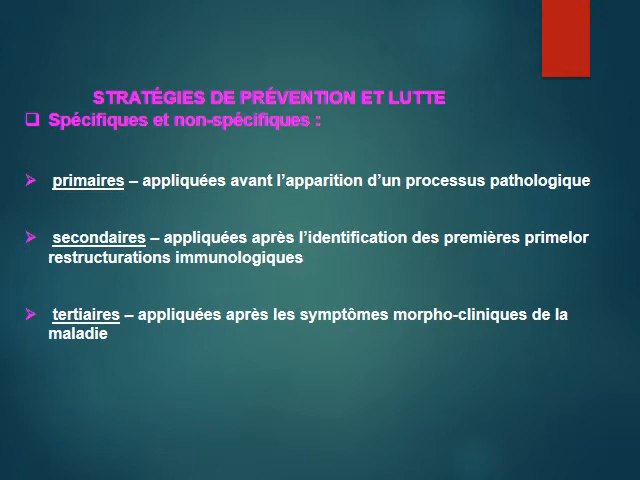 STRATÉGIES DE PRÉVENTION ET LUTTE
Spécifiques et non-spécifiques :
primaires – appliquées avant l’apparition d’un processus pathologique
secondaires – appliquées après l’identification des premières primelor
restructurations immunologiques
tertiaires – appliquées après les symptômes morpho-cliniques de la
maladie